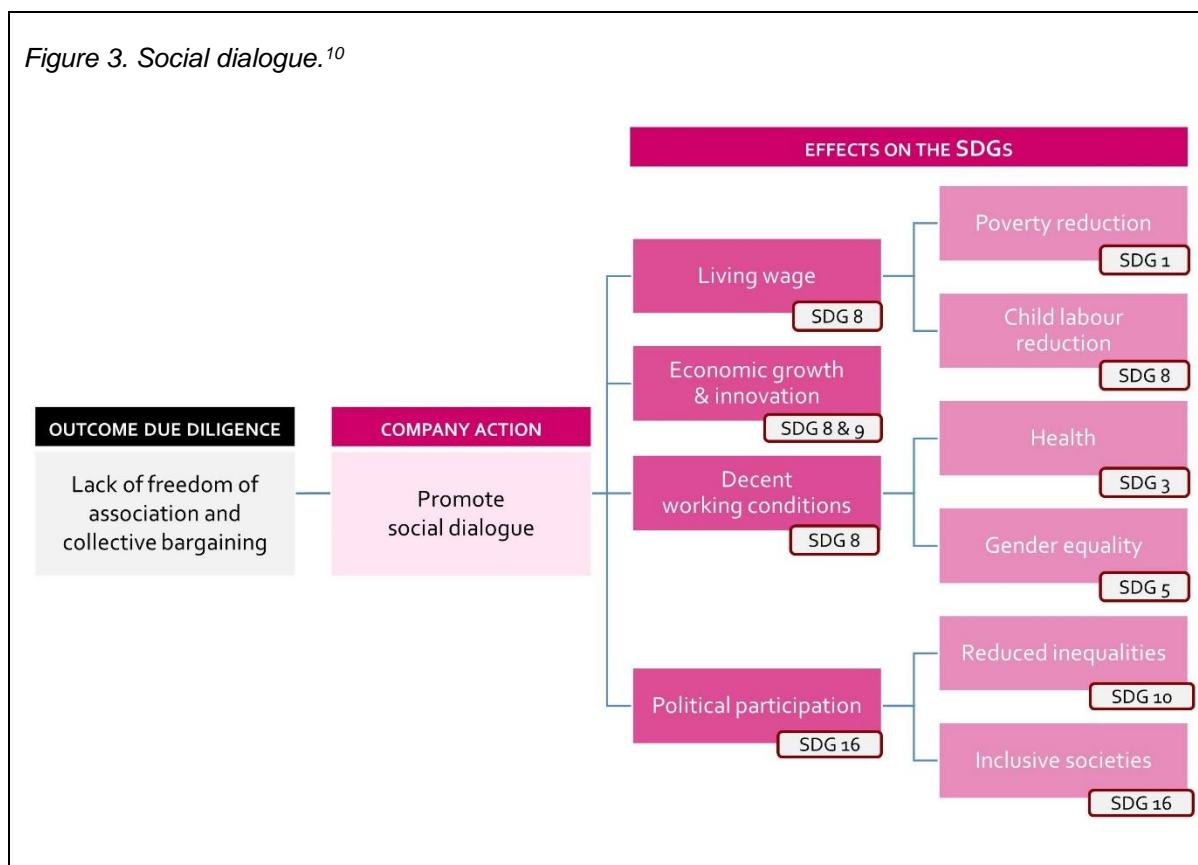 Figure 3. Social dialogue.10
EFFECTS ON THE SDGS
OUTCOME DUE DILIGENCE
Lack of freedom of
association and
collective bargaining
COMPANY ACTION
Promote
social dialogue
Living wage
SDG 8
Economic growth
& innovation
SDG 8 & 9
Decent
working conditions
SDG 8
Political participation
SDG 16
Poverty reduction
SDG 1
Child labour
reduction
SDG 8
Health
SDG 3
Gender equality
SDG 5
Reduced inequalities
SDG 10
Inclusive societies
SDG 16